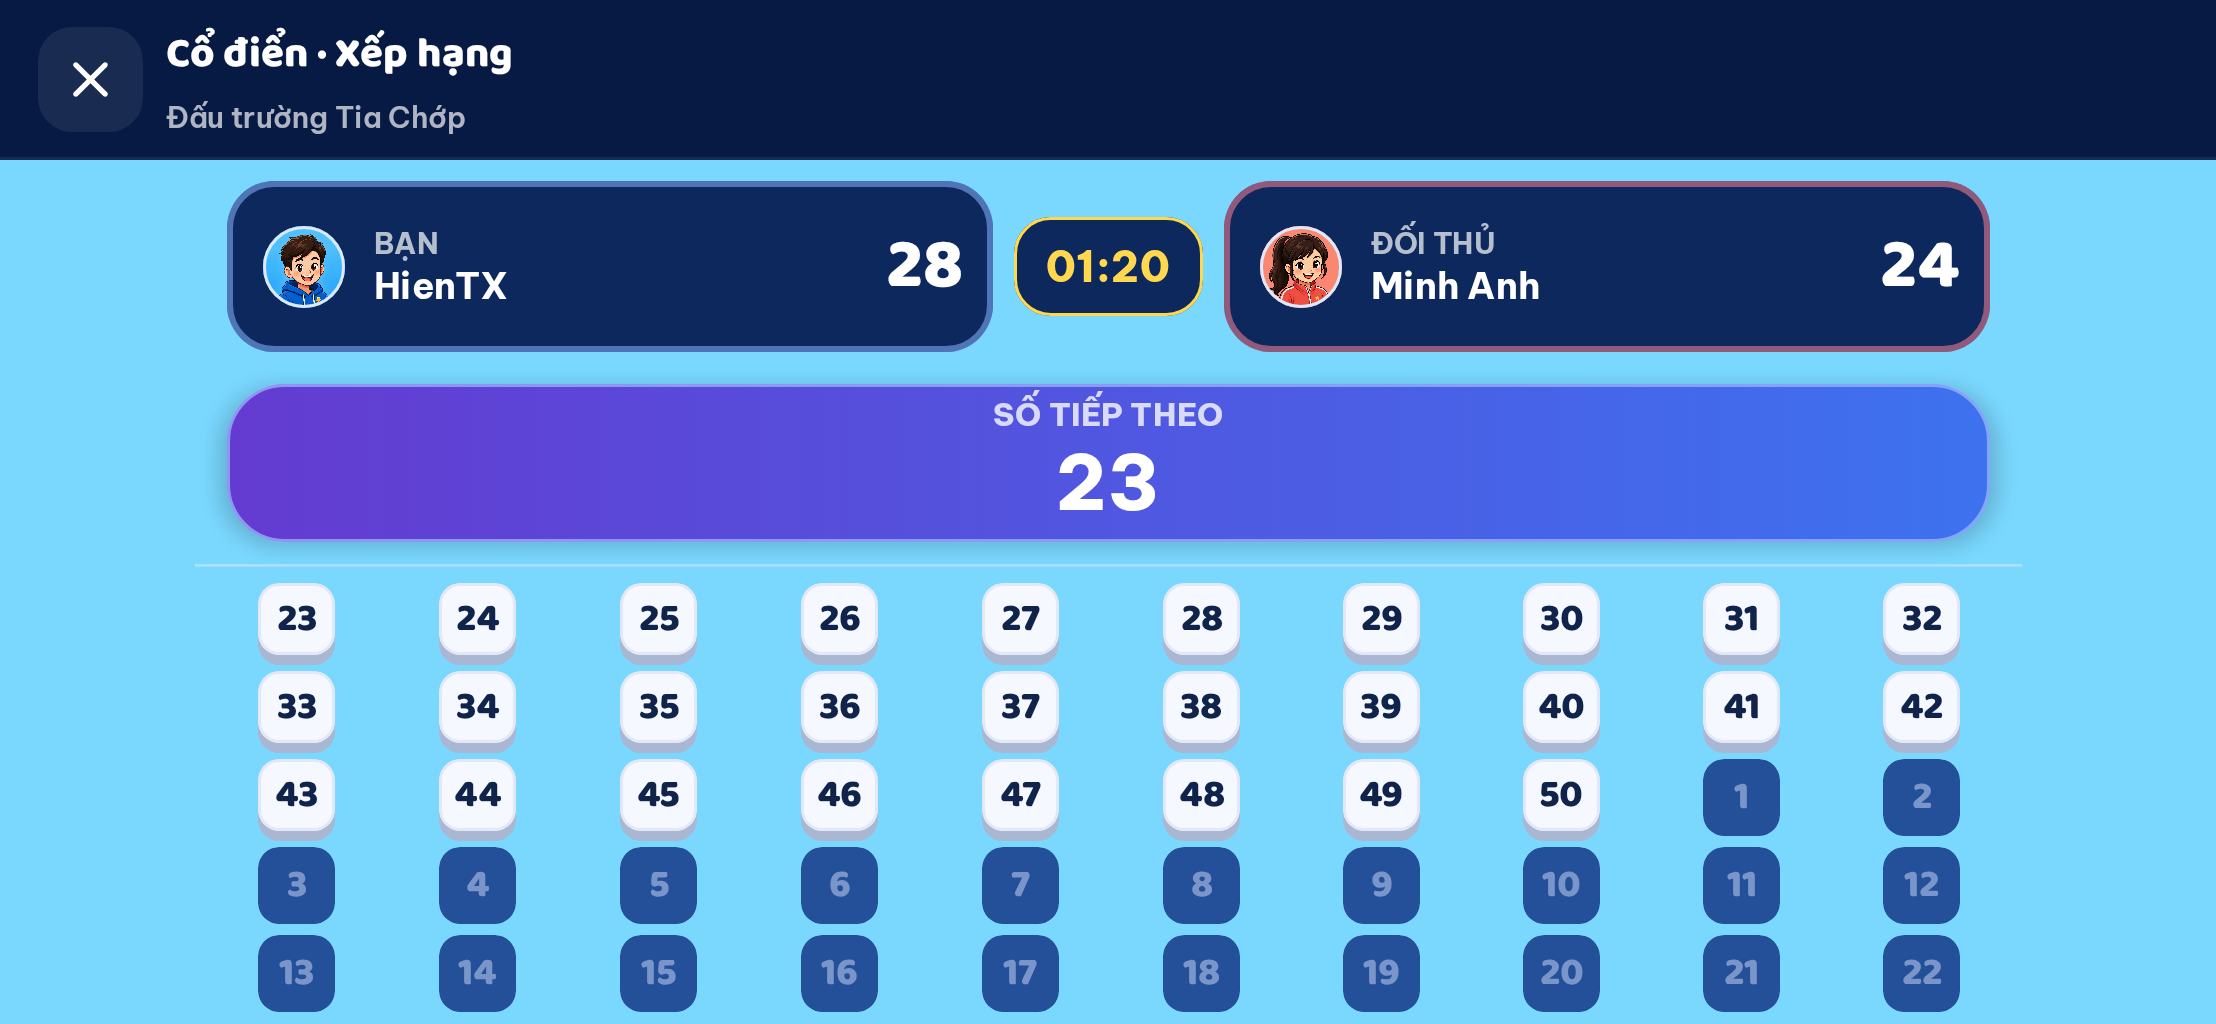 Cổ điển · Xếp hạng
Đấu trường Tia Chớp
BẠN
HienTX
28
01:20
ĐỐI THỦ
Minh Anh
24
SỐ TIẾP THEO
23
23 24 25 26 27 28 29 30 31 32
33 34 35 36 37 38 39 40 41 42
43 44 45 46 47 48 49 50 1 2
3 4 5 6 7 8 9 10 11 12
13 14 15 16 17 18 19 20 21 22